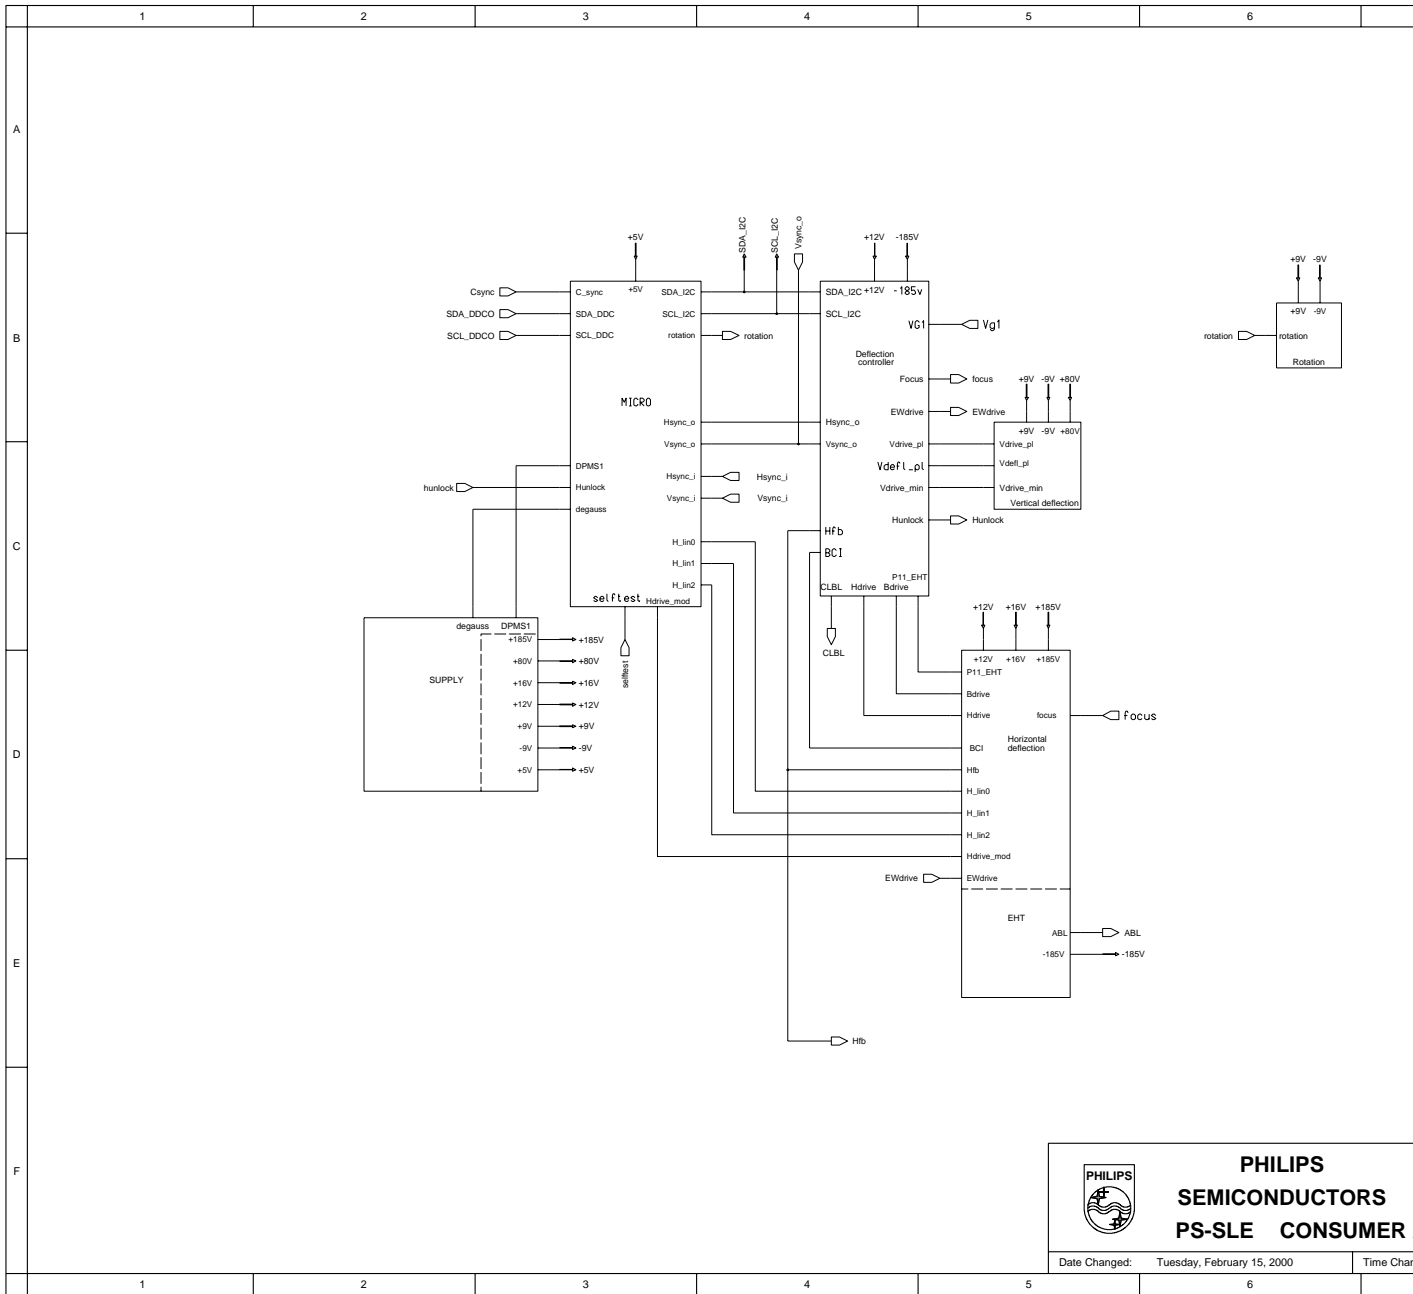 1 2 3 4 5 6
A
B
C
D
E
F
+5V
SDA_I2C
SCL_I2C
Vsync_o
+12V -185V
+9V -9V
Csync
SDA_DDCO
SCL_DDCO
C_sync
+5V
SDA_I2C
SDA_DDC
SCL_I2C
SCL_DDC
rotation
rotation
MICRO
Hsync_o
Vsync_o
DPMS1
Hsync_i
Hsync_i
hunlock
Hunlock
Vsync_i
Vsync_i
degauss
H_lin0
H_lin1
H_lin2
selftest
Hdrive_mod
selftest
SDA_I2C
+12V
-185v
SCL_I2C
VG1
Vg1
Deflection
controller
Focus
focus
EWdrive
EWdrive
Hsync_o
Vsync_o
Vdrive_pl
Vdefl_pl
Vdrive_min
Hunlock
Hunlock
Hfb
BCI
P11_EHT
CLBL
Hdrive
Bdrive
CLBL
+9V -9V +80V
+9V -9V +80V
Vdrive_pl
Vdefl_pl
Vdrive_min
Vertical deflection
rotation
+9V -9V
rotation
Rotation
degauss
DPMS1
SUPPLY
+185V
+185V
+80V
+80V
+16V
+16V
+12V
+12V
+9V
+9V
-9V
-9V
+5V
+5V
+12V +16V +185V
+12V +16V +185V
P11_EHT
Bdrive
Hdrive
focus
focus
Horizontal
deflection
BCI
Hfb
H_lin0
H_lin1
H_lin2
Hdrive_mod
EWdrive
EWdrive
EHT
ABL
ABL
-185V
-185V
Hfb
PHILIPS
PHILIPS
SEMICONDUCTORS
PS-SLE CONSUMER
Date Changed: Tuesday, February 15, 2000 Time Char
1 2 3 4 5 6